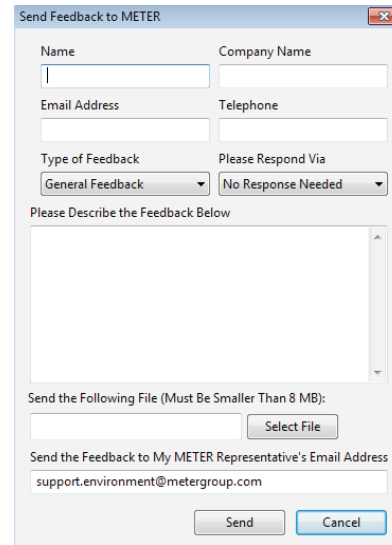 Send Feedback to METER
Name Company Name
Email Address Telephone
Type of Feedback Please Respond Via
General Feedback No Response Needed
Please Describe the Feedback Below
Send the Following File (Must Be Smaller Than 8 MB):
Select File
Send the Feedback to My METER Representative's Email Address
support.environment@metergroup.com
Send Cancel